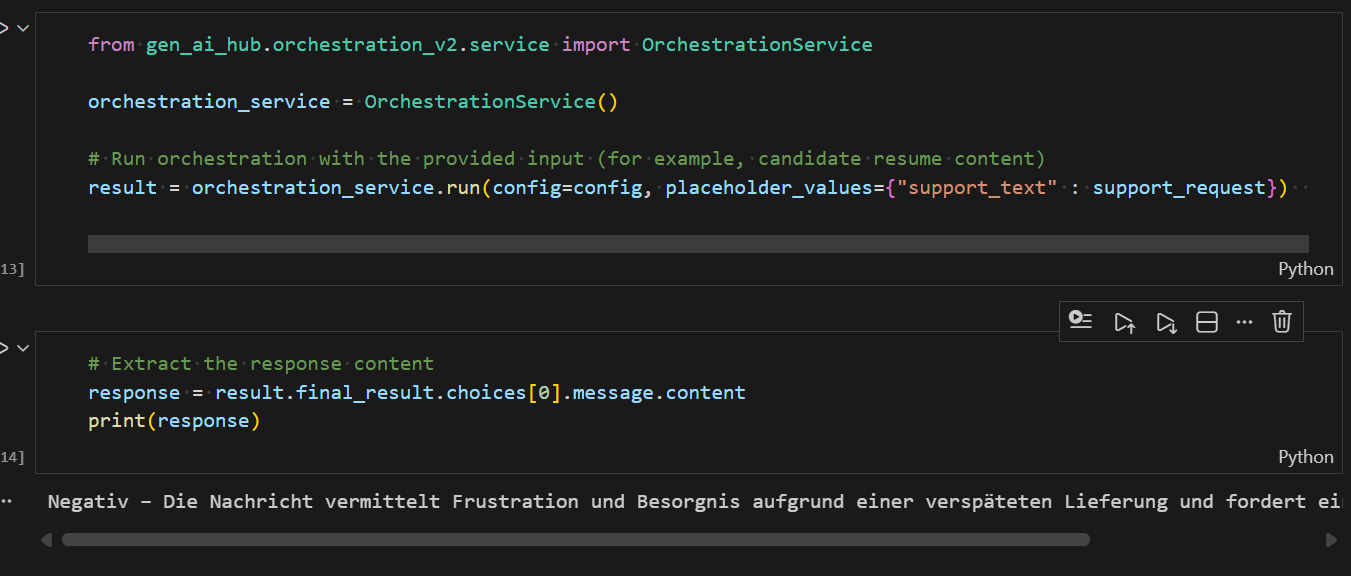 from gen_ai_hub.orchestration_v2.service import OrchestrationService
orchestration_service = OrchestrationService()
# Run orchestration with the provided input (for example, candidate resume content)
result = orchestration_service.run(config=config, placeholder_values={"support_text" : support_request})
13]
Python
# Extract the response content
response = result.final_result.choices[0].message.content
print(response)
14]
Python
Negativ – Die Nachricht vermittelt Frustration und Besorgnis aufgrund einer verspäteten Lieferung und fordert